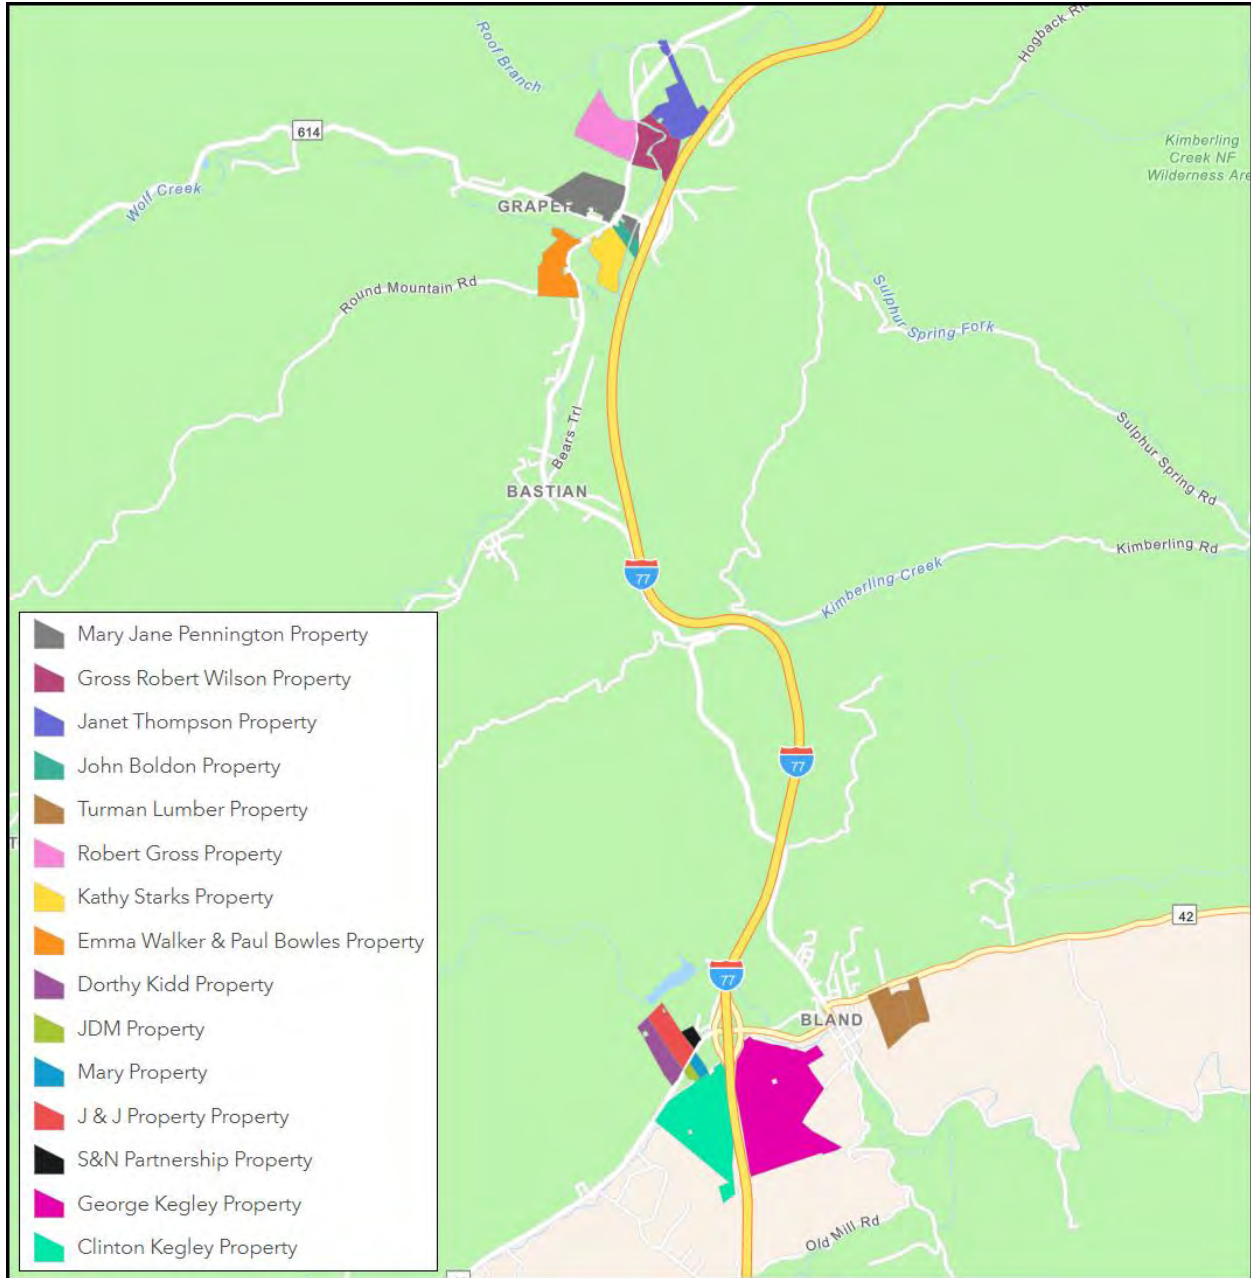 Roof Branch
Hogback Rd
614
Kimberling
Creek NF
Wilderness Are
Wolf Creek
GRAPEF
Round Mountain Rd
Sulphur Spring Fork
Bears Trl
Sulphur Spring Rd
BASTIAN
Kimberling Rd
77
Kimberling Creek
Mary Jane Pennington Property
Gross Robert Wilson Property
Janet Thompson Property
77
John Boldon Property
Turman Lumber Property
Robert Gross Property
Kathy Starks Property
42
Emma Walker & Paul Bowles Property
77
Dorthy Kidd Property
BLAND
JDM Property
Mary Property
J & J Property Property
S&N Partnership Property
George Kegley Property
Old Mill Rd
Clinton Kegley Property